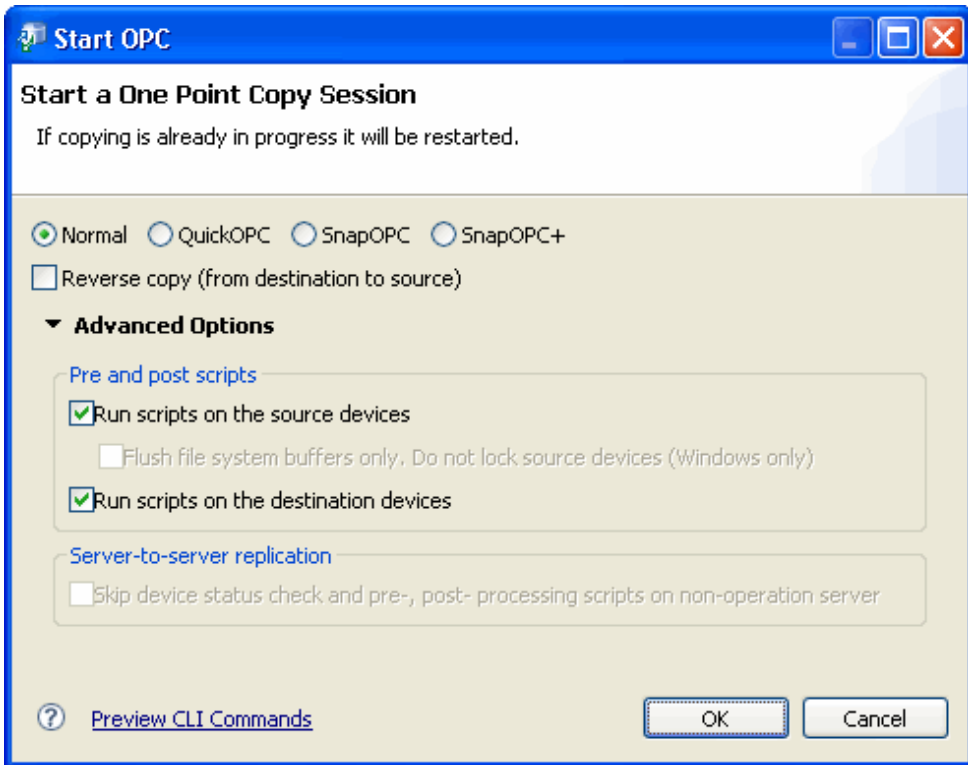 Start OPC
Start a One Point Copy Session
If copying is already in progress it will be restarted.
Normal QuickOPC SnapOPC SnapOPC+
Reverse copy (from destination to source)
Advanced Options
Pre and post scripts
Run scripts on the source devices
Flush file system buffers only. Do not lock source devices (Windows only)
Run scripts on the destination devices
Server-to-server replication
Skip device status check and pre-, post- processing scripts on non-operation server
? Preview CLI Commands OK Cancel